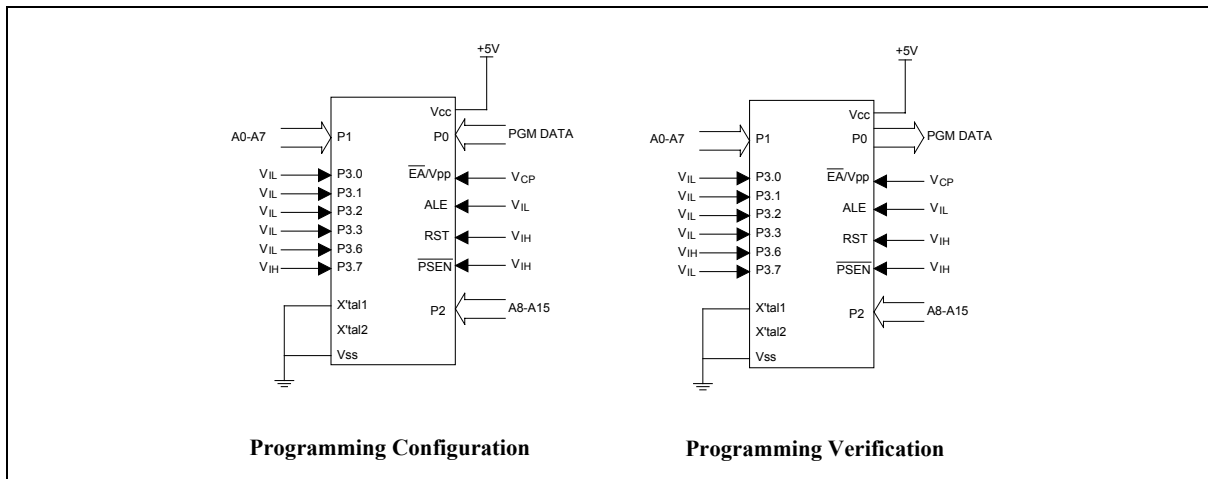 +5V
Vcc
A0-A7
P1
P0
PGM DATA
VIL
P3.0
EA/Vpp
VCP
VIL
P3.1
VIL
P3.2
ALE
VIL
VIL
P3.3
RST
VIH
VIL
P3.6
VIH
P3.7
PSEN
VIH
X'tal1
P2
A8-A15
X'tal2
Vss
Programming Configuration
+5V
Vcc
A0-A7
P1
P0
PGM DATA
VIL
P3.0
EA/Vpp
VCP
VIL
P3.1
VIL
P3.2
ALE
VIL
VIL
P3.3
RST
VIH
VIH
P3.6
VIL
P3.7
PSEN
VIH
X'tal1
P2
A8-A15
X'tal2
Vss
Programming Verification